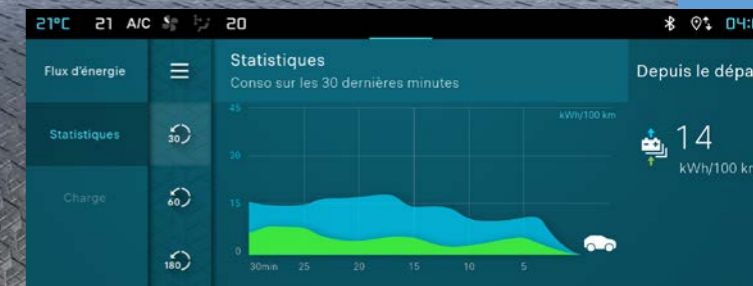 21°C 21 A/C 20
Flux d'énergie
Statistiques
Charge
30
60
180
Statistiques
Conso sur les 30 dernières minutes
45
kWh/100 km
30
15
0
30min 25 20 15 10 5
Depuis le dépa
14
kWh/100 km